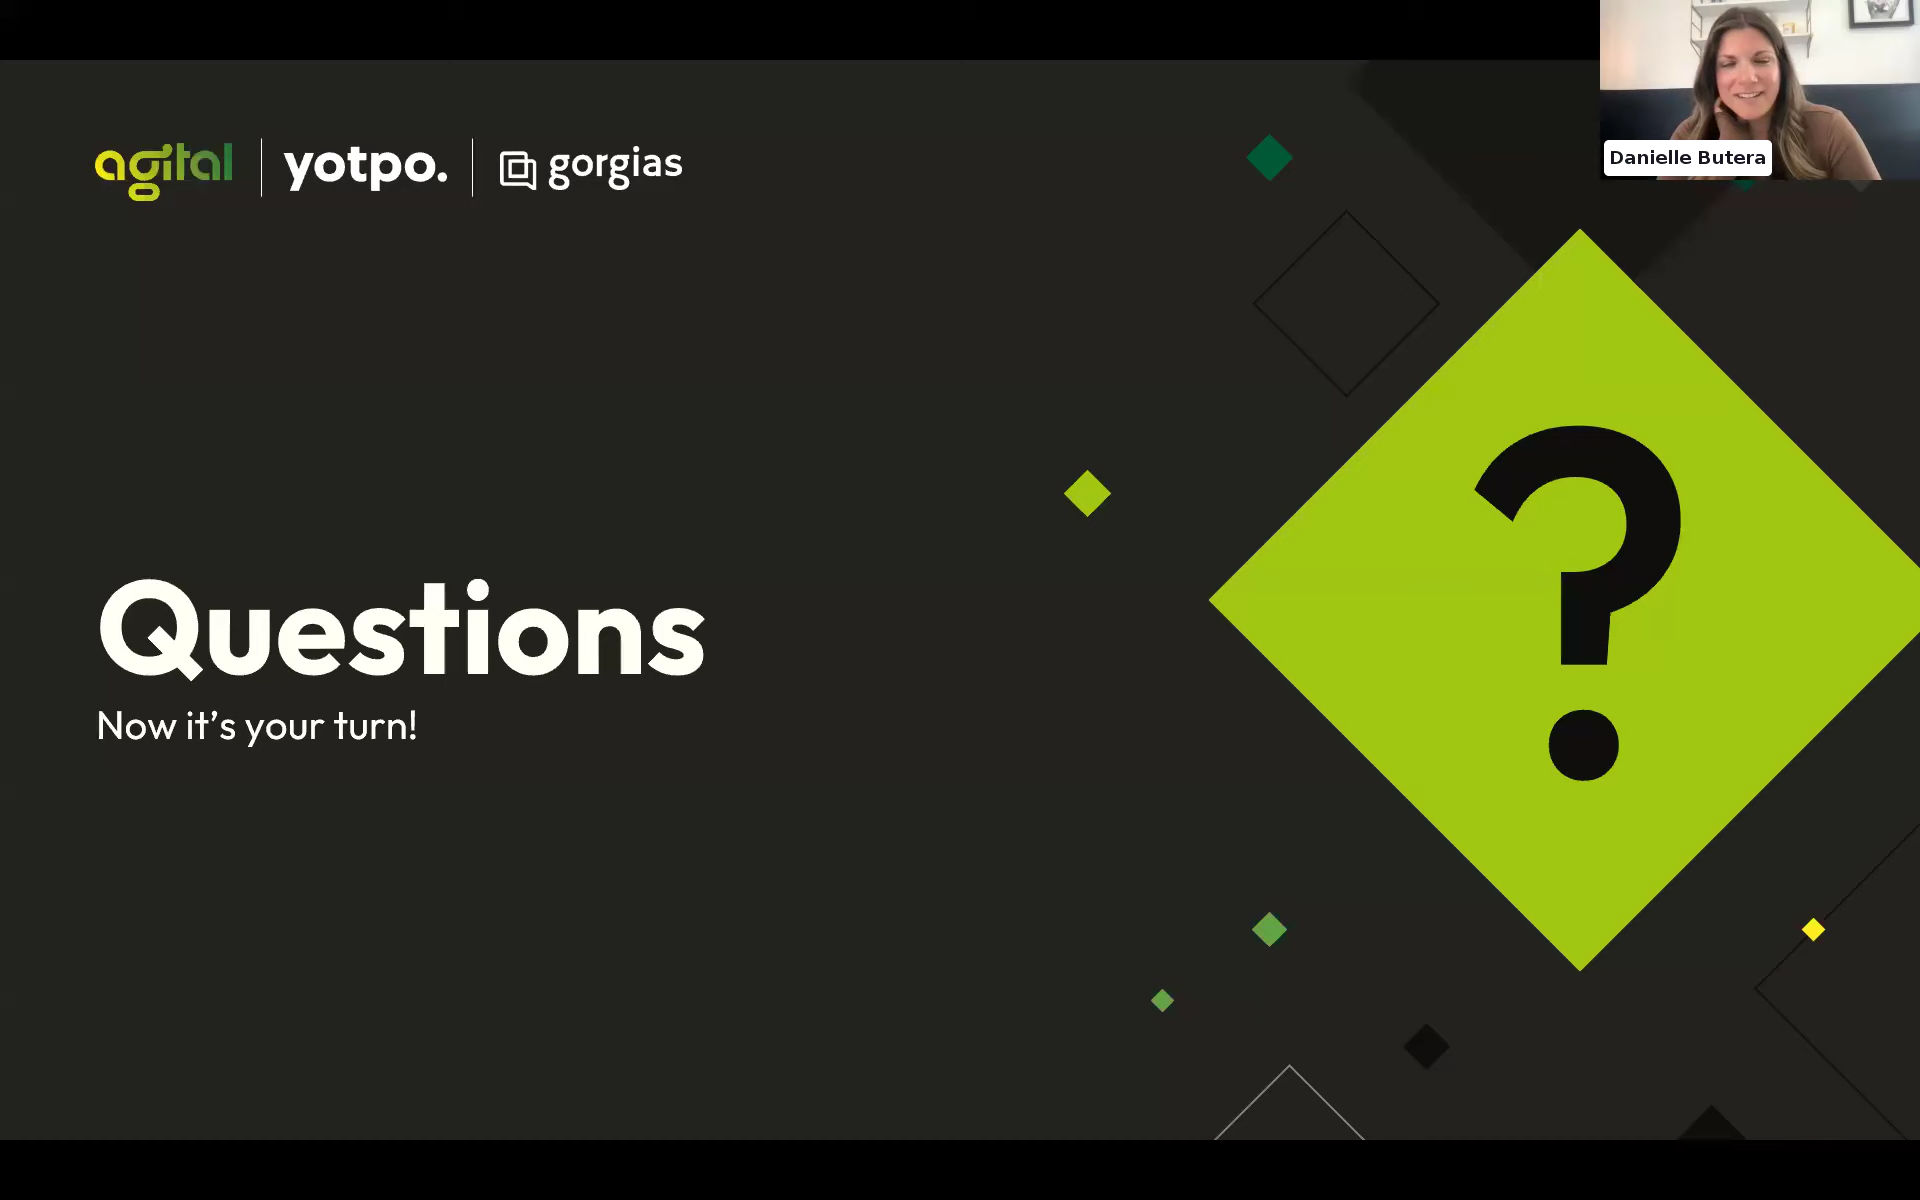 agital | yotpo. | gorgias
Danielle Butera
?
Questions
Now it’s your turn!